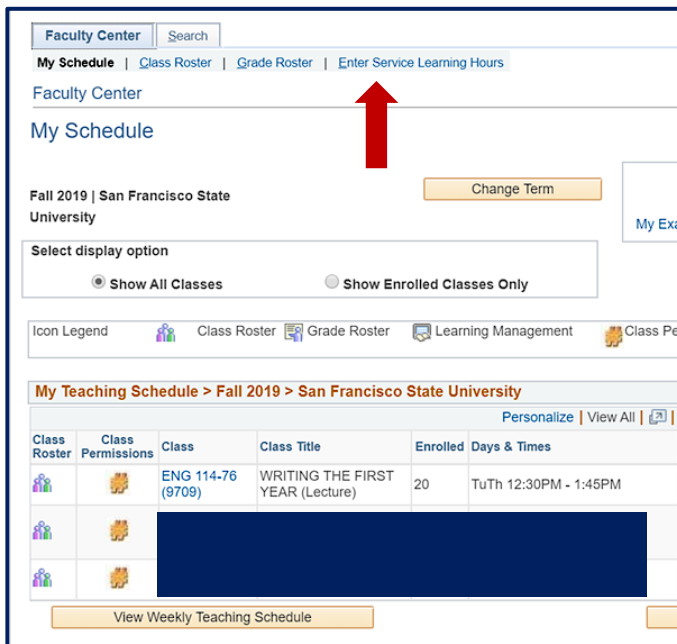 Faculty Center Search
My Schedule | Class Roster | Grade Roster | Enter Service Learning Hours
Faculty Center
My Schedule
Fall 2019 | San Francisco State
University
Change Term
Select display option
Show All Classes Show Enrolled Classes Only
Icon Legend Class Roster Grade Roster Learning Management
My Teaching Schedule > Fall 2019 > San Francisco State University
Personalize | View All | |
Class Roster Class Permissions Class Class Title Enrolled Days & Times
ENG 114-76 WRITING THE FIRST 20 TuTh 12:30PM - 1:45PM
(9709) YEAR (Lecture)
View Weekly Teaching Schedule